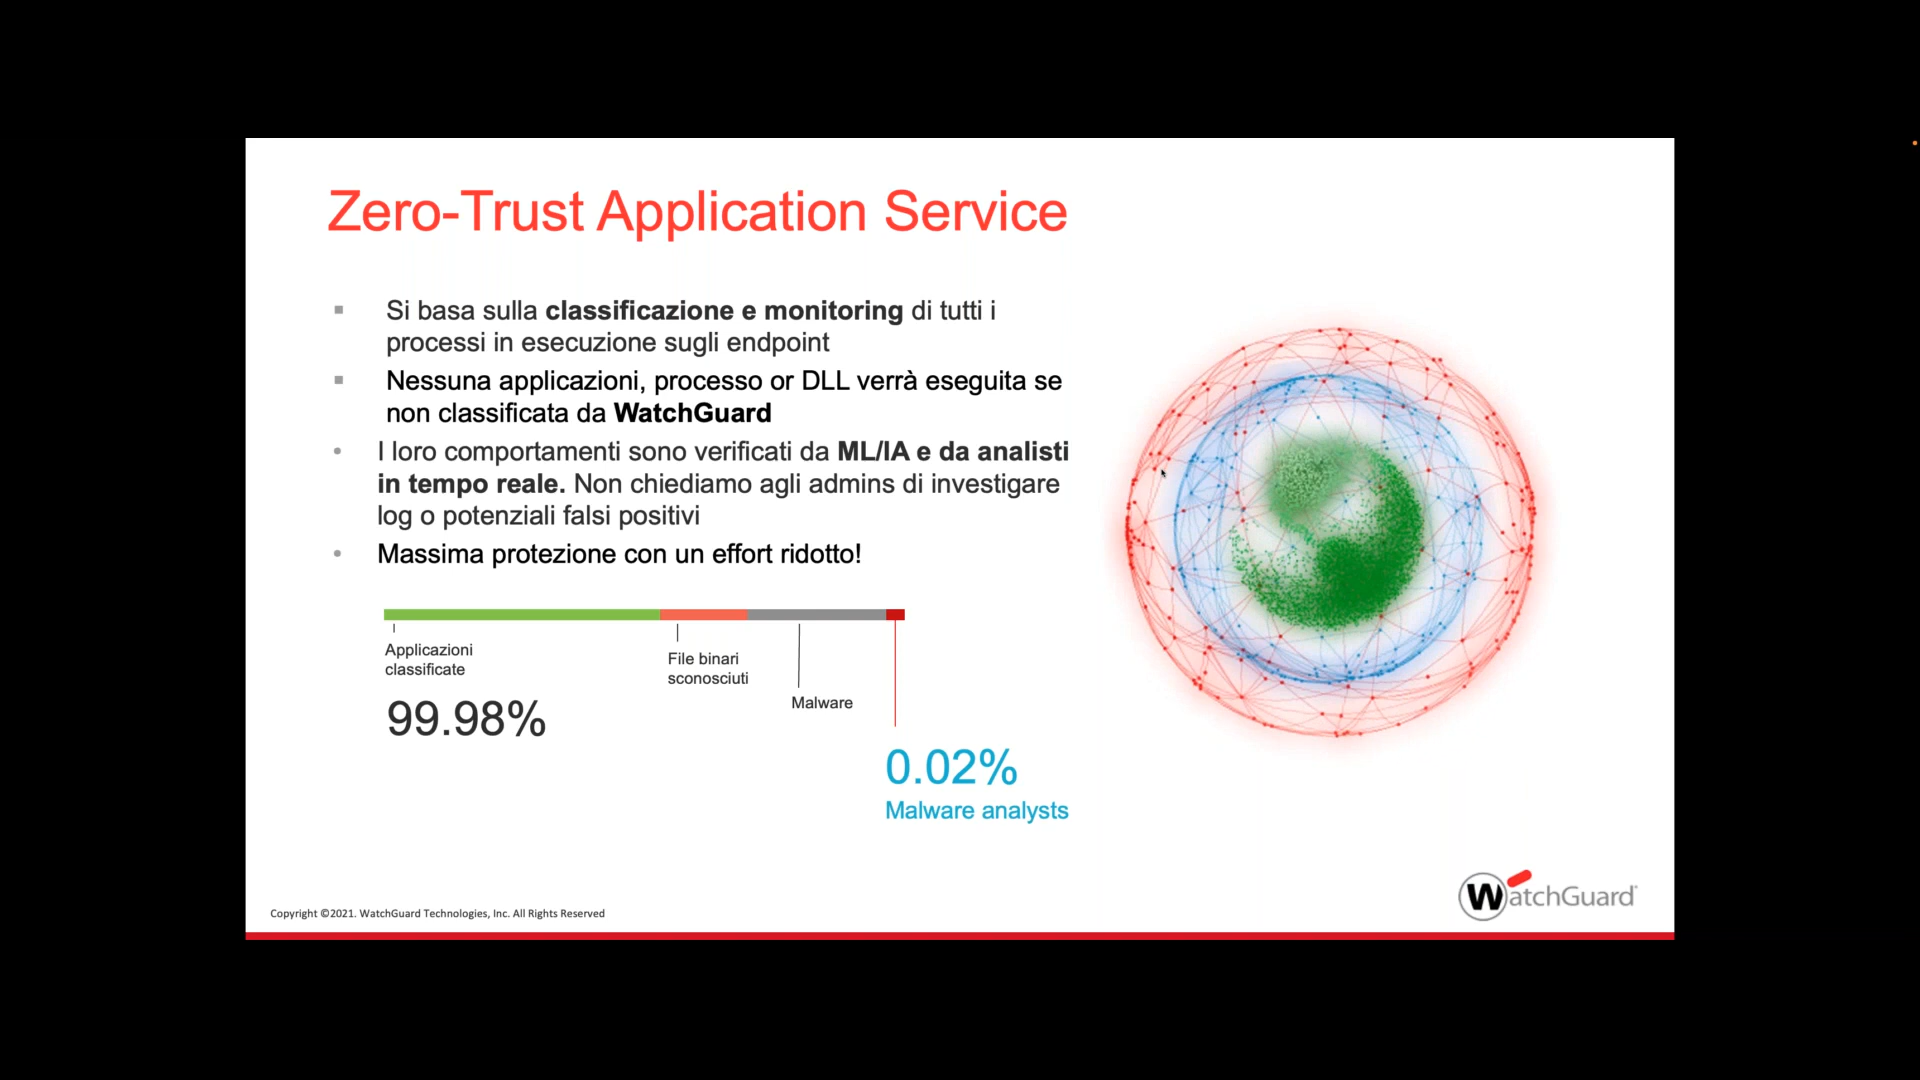 Zero-Trust Application Service
Si basa sulla classificazione e monitoring di tutti i
processi in esecuzione sugli endpoint
Nessuna applicazioni, processo or DLL verrà eseguita se
non classificata da WatchGuard
I loro comportamenti sono verificati da ML/IA e da analisti
in tempo reale. Non chiediamo agli admins di investigare
log o potenziali falsi positivi
Massima protezione con un effort ridotto!
Applicazioni
classificate
99.98%
File binari
sconosciuti
Malware
0.02%
Malware analysts
Copyright ©2021. WatchGuard Technologies, Inc. All Rights Reserved
WatchGuard